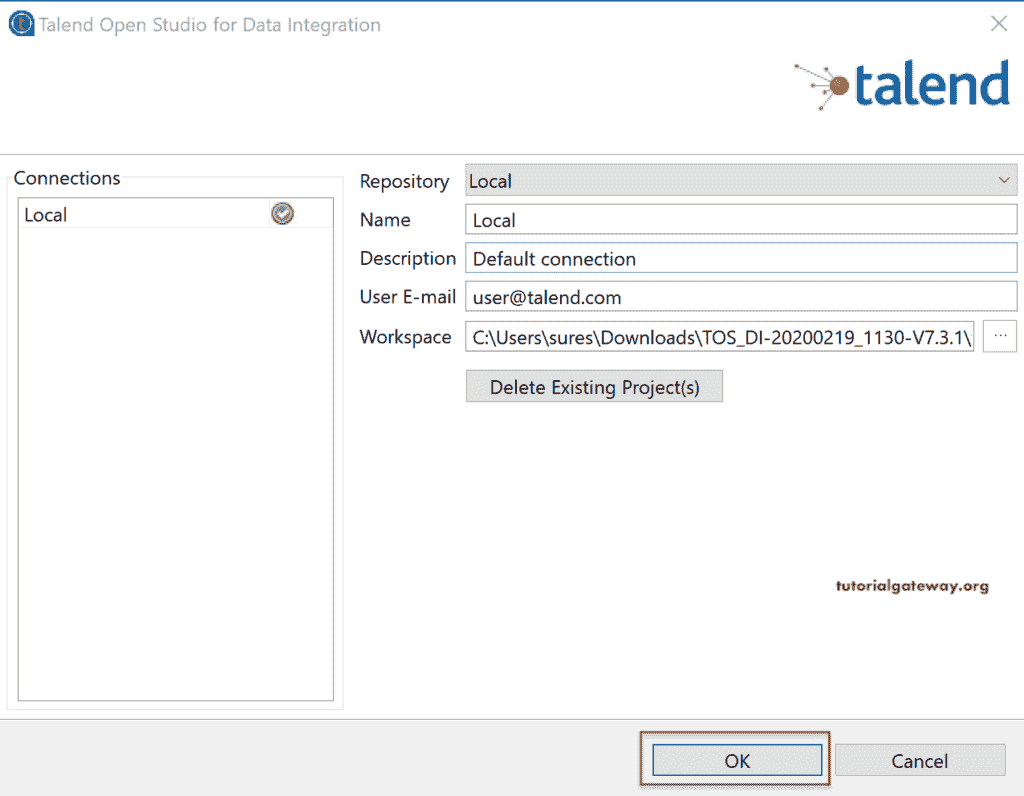 Talend Open Studio for Data Integration
talend
Connections
Local
Repository Local
Name Local
Description Default connection
User E-mail user@talend.com
Workspace C:\Users\sures\Downloads\TOS_DI-20200219_1130-V7.3.1\ ...
Delete Existing Project(s)
tutorialgateway.org
OK Cancel